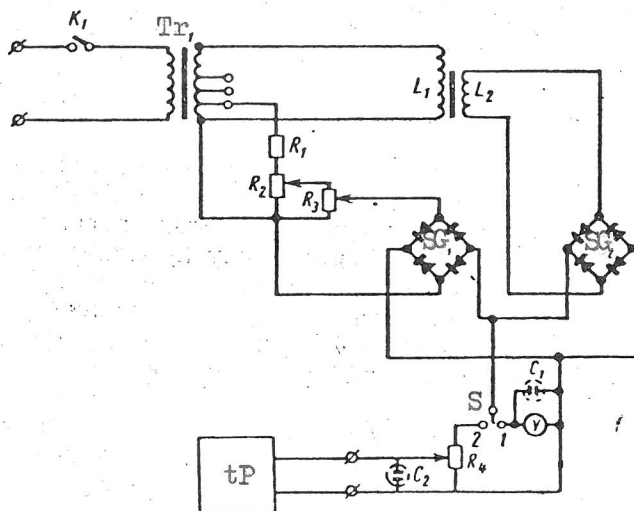 K₁
Tr₁
L₁
L₂
R₁
R₂
R₃
SG₁
SG₂
S
C₁
2
1
V
tP
C₂
R₄